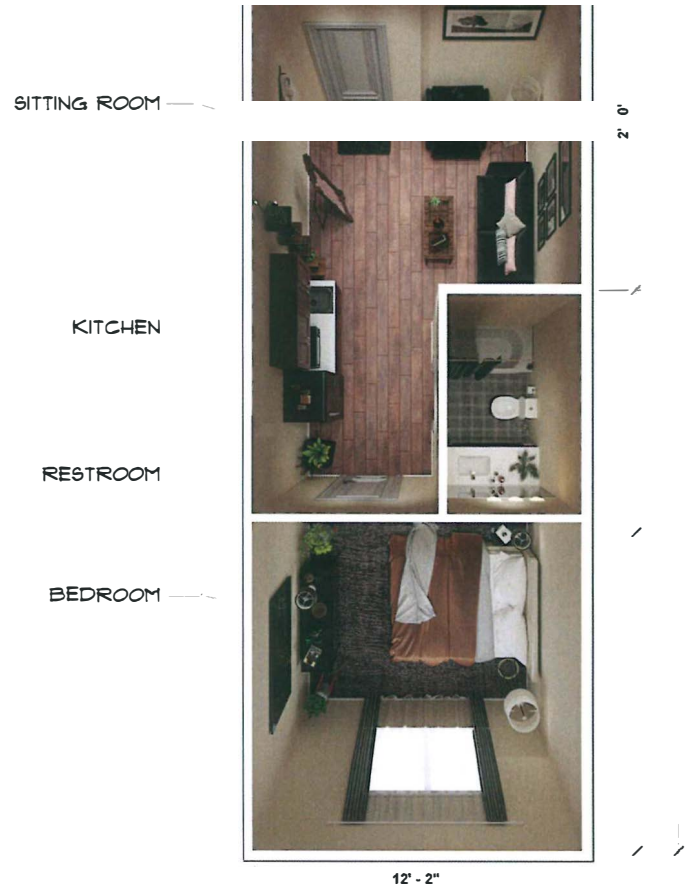 SITTING ROOM
2' 0'
KITCHEN
RESTROOM
BEDROOM
12' - 2"